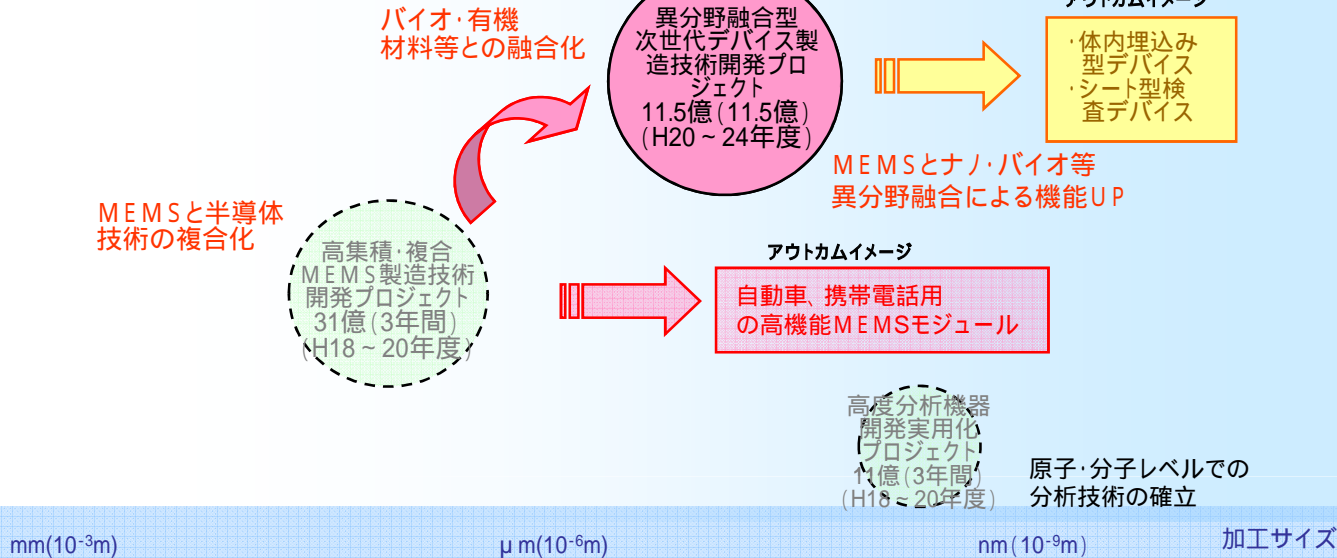 アウトカムイメージ
バイオ・有機
材料等との融合化
異分野融合型
次世代デバイス製
造技術開発プロ
ジェクト
11.5億(11.5億)
(H20~24年度)
・体内埋込み
型デバイス
・シート型検
査デバイス
MEMSとナノ・バイオ等
異分野融合による機能UP
MEMSと半導体
技術の複合化
高集積・複合
MEMS製造技術
開発プロジェクト
31億(3年間)
(H18~20年度)
アウトカムイメージ
自動車、携帯電話用
の高機能MEMSモジュール
高度分析機器
開発実用化
プロジェクト
11億(3年間)
(H18~20年度)
原子・分子レベルでの
分析技術の確立
mm(10⁻³m)
μm(10⁻⁶m)
nm(10⁻⁹m)
加工サイズ